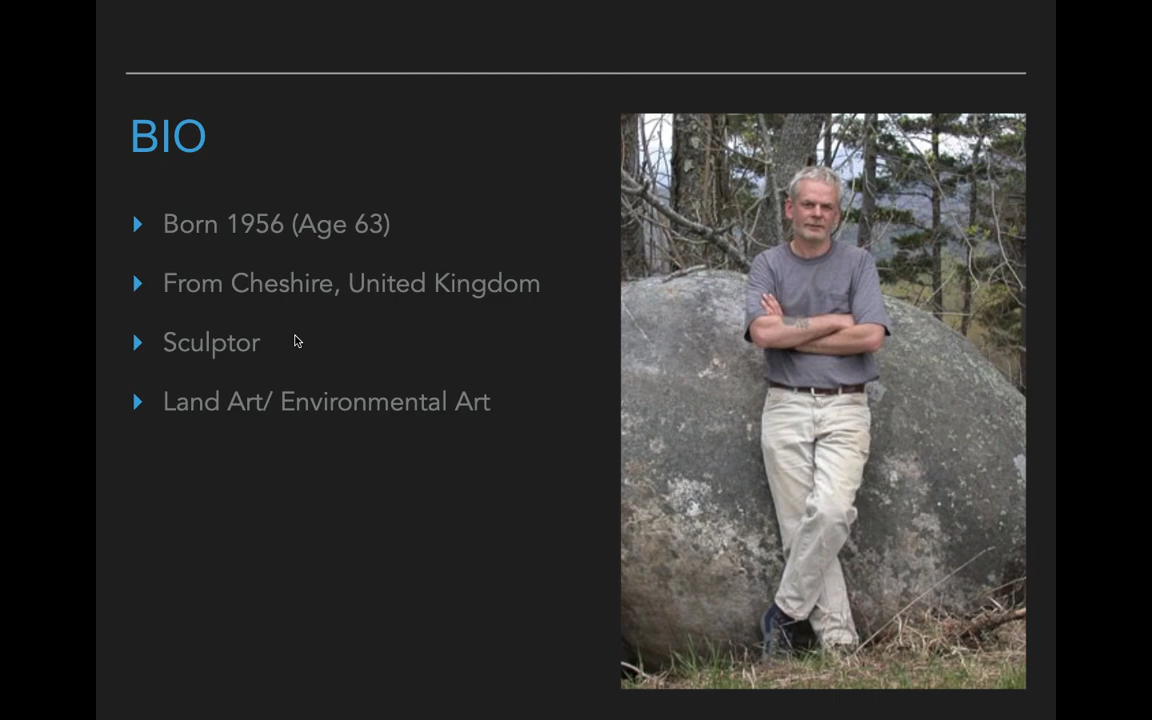 BIO
Born 1956 (Age 63)
From Cheshire, United Kingdom
Sculptor
Land Art/ Environmental Art